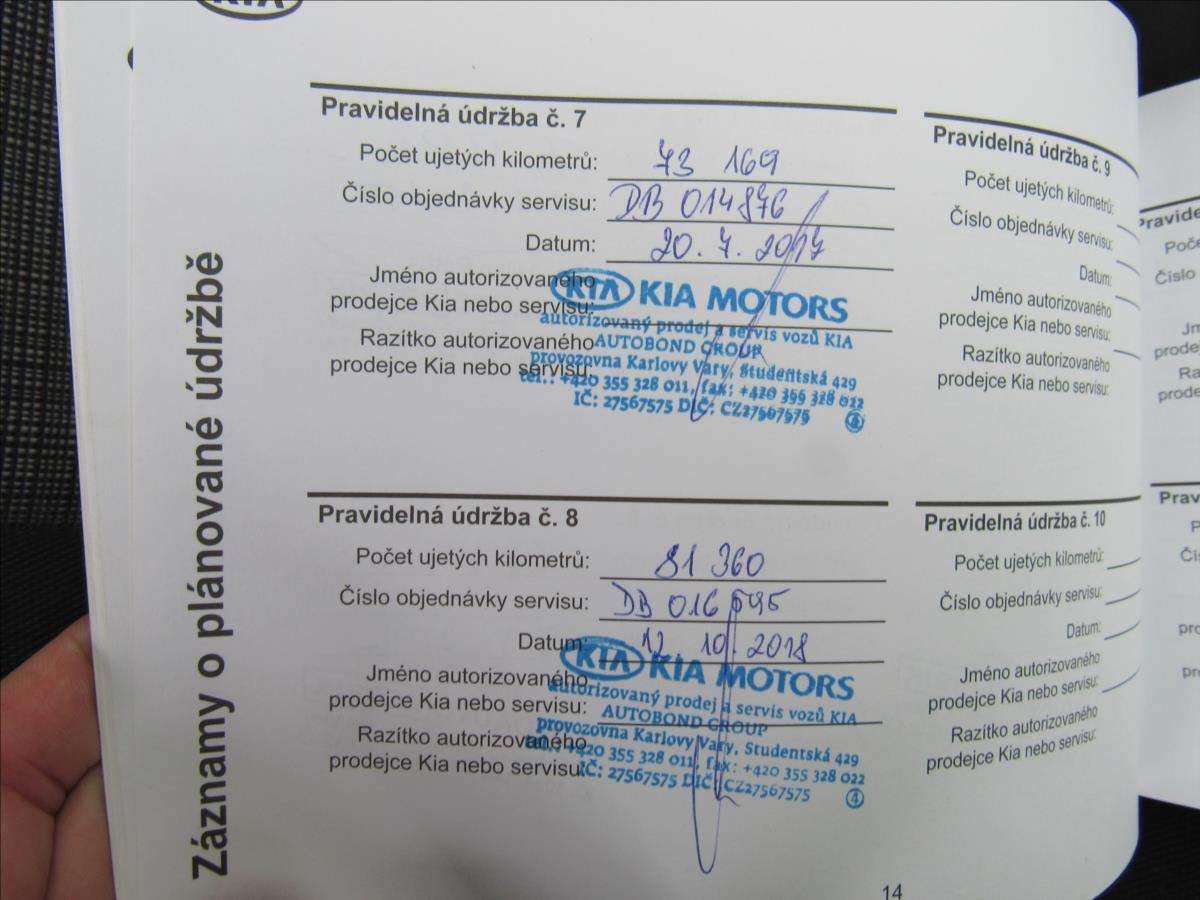 KIA
Záznamy o plánované údržbě
Pravidelná údržba č. 7
Počet ujetých kilometrů: 73 169
Číslo objednávky servisu: DB 014876
Datum: 20. 7. 2017
Jméno autorizovaného
prodejce Kia nebo servisu:
Razítko autorizovaného
prodejce Kia nebo servisu:
KIA KIA MOTORS
autorizovaný prodej a servis vozů KIA
AUTOBOND GROUP
provozovna Karlovy Vary, Studentská 429
tel.: +420 355 328 011, fax: +420 355 328 022
IČ: 27567575 DIČ: CZ27567575
4
Pravidelná údržba č. 8
Počet ujetých kilometrů: 81 360
Číslo objednávky servisu: DB 016
Datum: 12. 10. 2018
Jméno autorizovaného
prodejce Kia nebo servisu:
Razítko autorizovaného
prodejce Kia nebo servisu:
KIA KIA MOTORS
autorizovaný prodej a servis vozů KIA
AUTOBOND GROUP
provozovna Karlovy Vary, Studentská 429
tel.: +420 355 328 011, fax: +420 355 328 022
IČ: 27567575 DIČ: CZ27567575
4
Pravidelná údržba č. 9
Počet ujetých kilometrů:
Číslo objednávky servisu:
Datum:
Jméno autorizovaného
prodejce Kia nebo servisu:
Razítko autorizovaného
prodejce Kia nebo servisu:
Pravidelná údržba č. 10
Počet ujetých kilometrů:
Číslo objednávky servisu:
Datum:
Jméno autorizovaného
prodejce Kia nebo servisu:
Razítko autorizovaného
prodejce Kia nebo servisu:
14